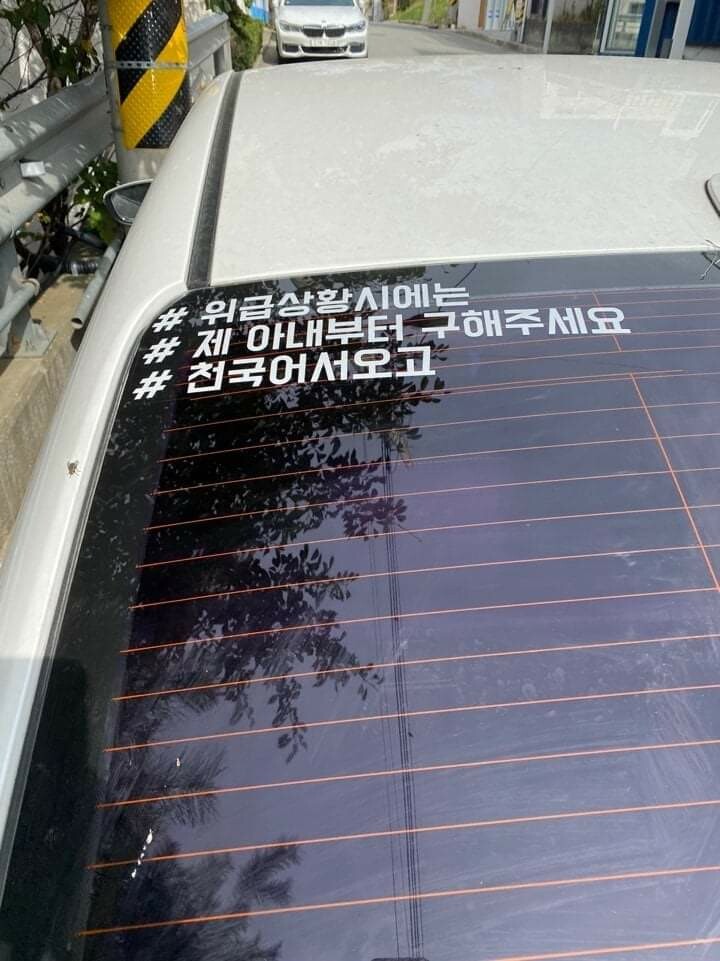 # 위급상황시에는
# 제 아내부터 구해주세요
# 천국어서오고